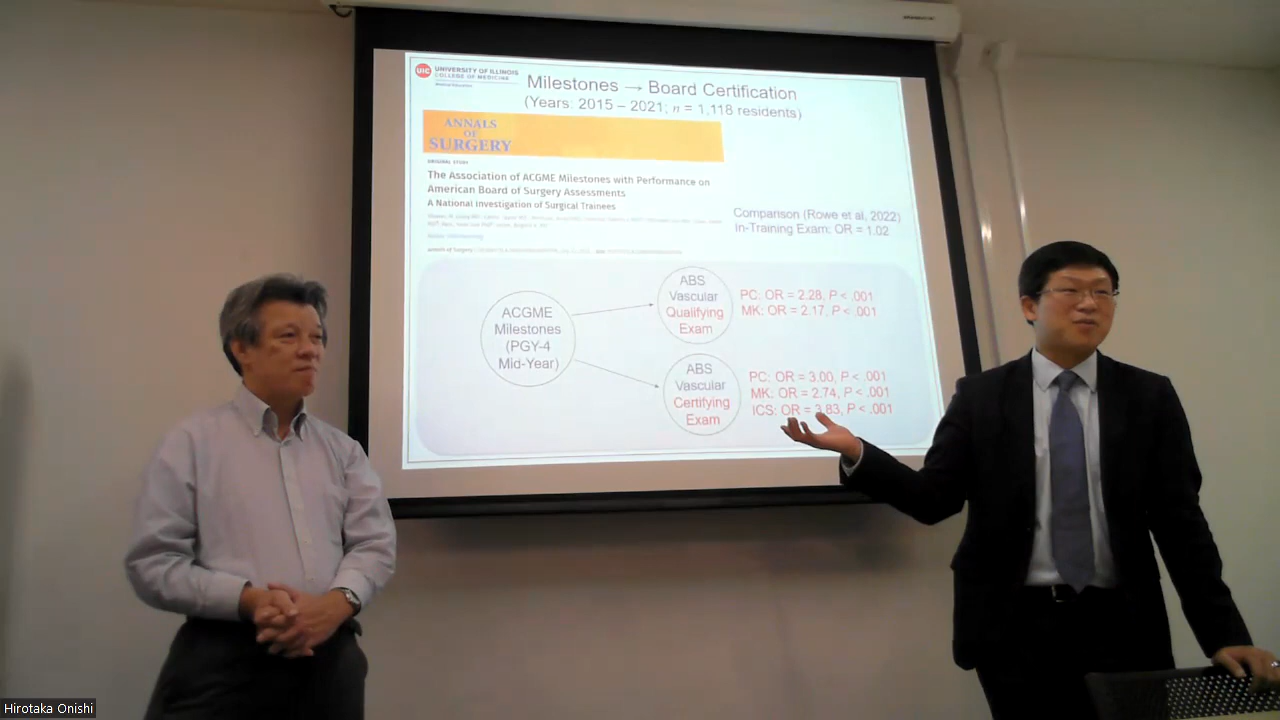 UIC
UNIVERSITY OF ILLINOIS
COLLEGE OF MEDICINE
Medical Education
Milestones → Board Certification
(Years: 2015 – 2021; n = 1,118 residents)
ANNALS
OF
SURGERY
ORIGINAL STUDY
The Association of ACGME Milestones with Performance on
American Board of Surgery Assessments
A National Investigation of Surgical Trainees
Comparison (Rowe et al, 2022)
In-Training Exam: OR = 1.02
ACGME
Milestones
(PGY-4
Mid-Year)
ABS
Vascular
Qualifying
Exam
PC: OR = 2.28, P < .001
MK: OR = 2.17, P < .001
ABS
Vascular
Certifying
Exam
PC: OR = 3.00, P < .001
MK: OR = 2.74, P < .001
ICS: OR = 3.83, P < .001
Hirotaka Onishi